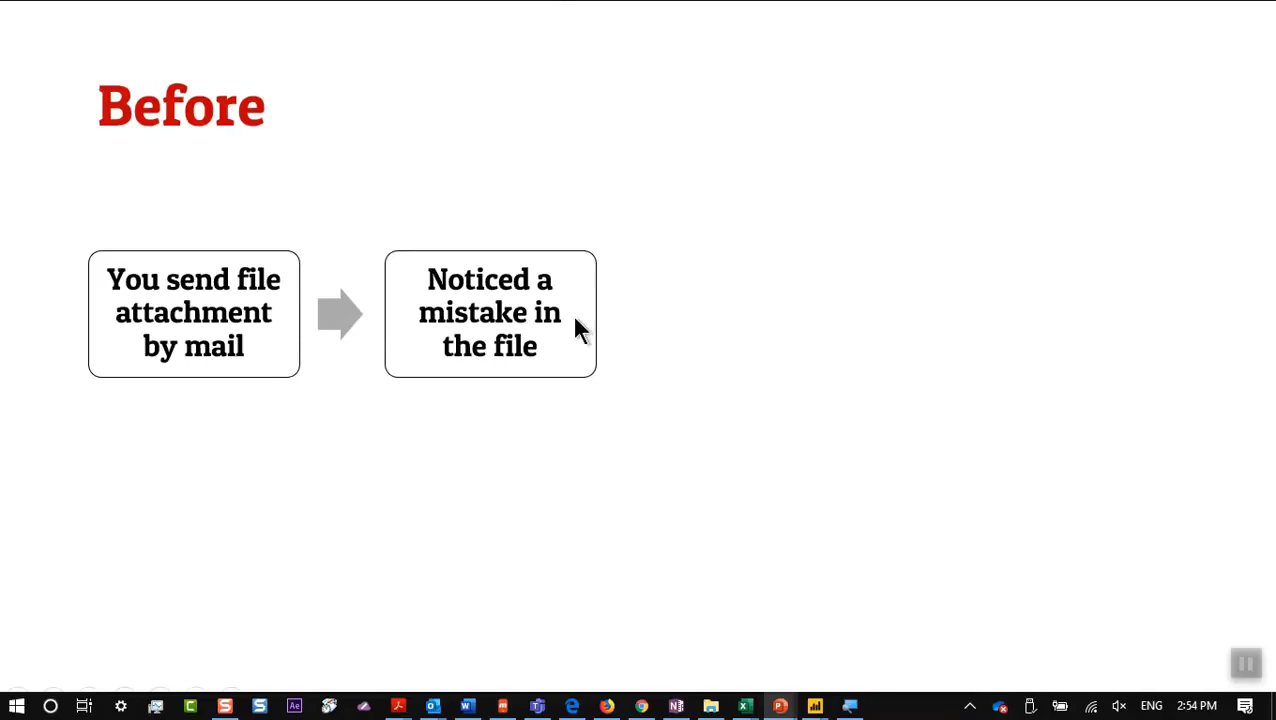 Before
You send file
attachment
by mail
Noticed a
mistake in
the file
ENG
2:54 PM